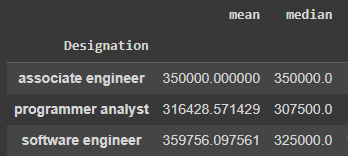 mean median
Designation
associate engineer 350000.000000 350000.0
programmer analyst 316428.571429 307500.0
software engineer 359756.097561 325000.0